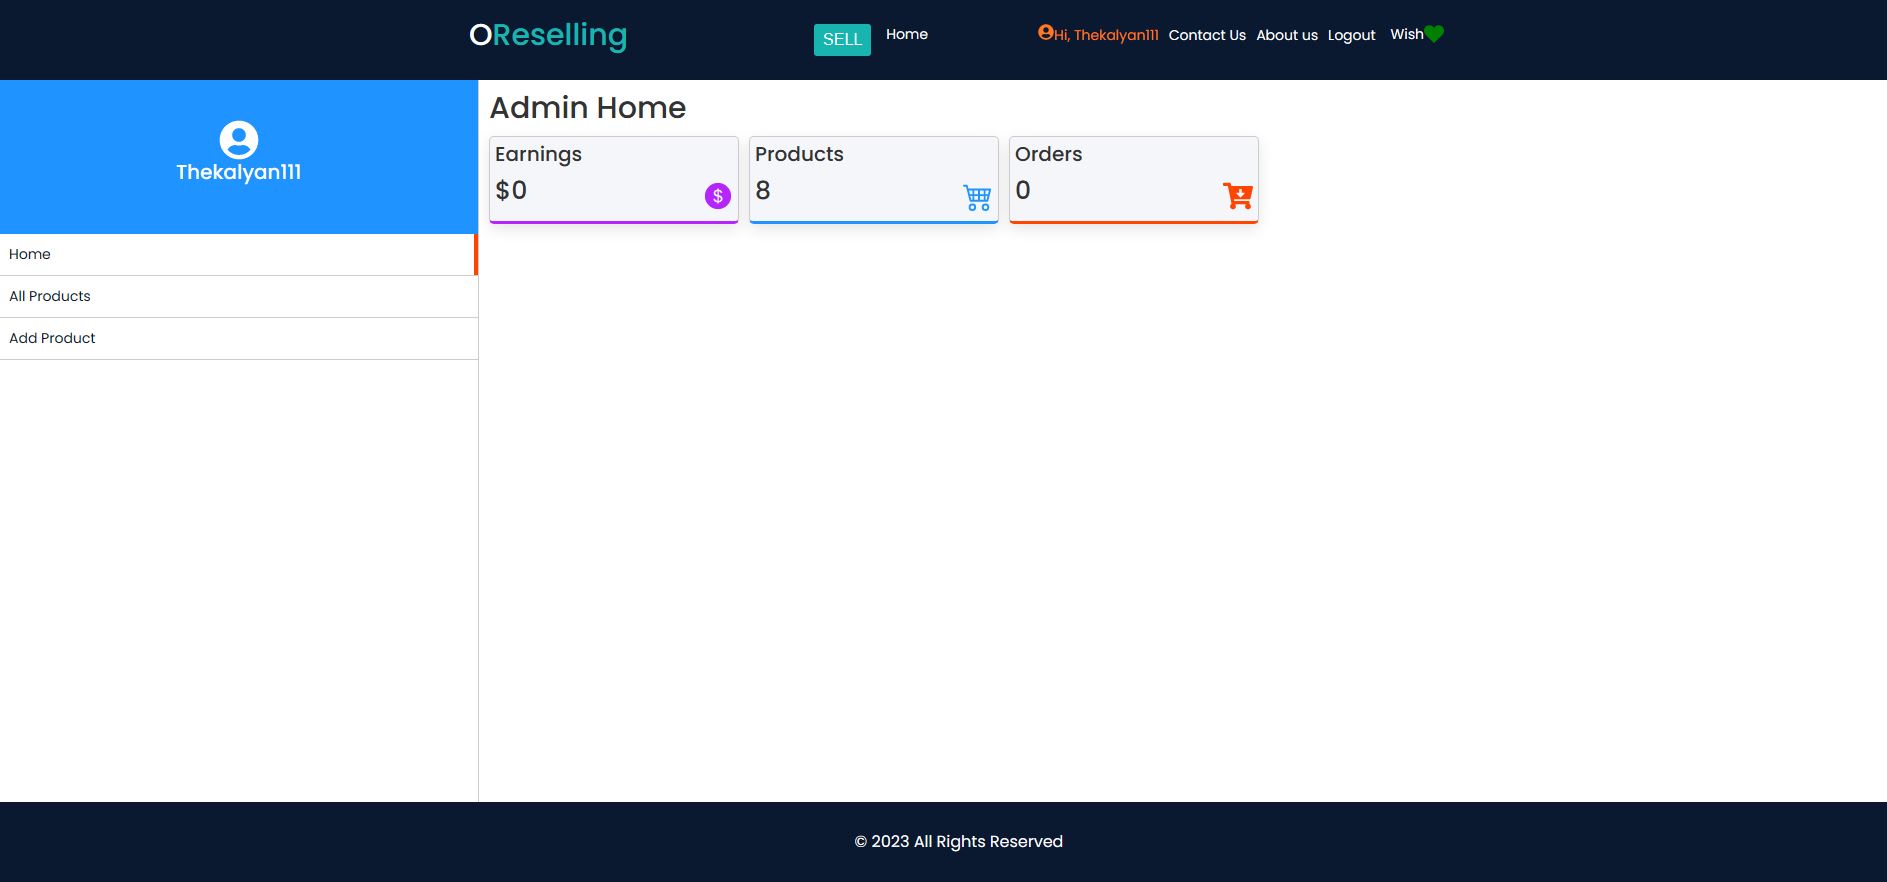 OReselling
SELL Home Hi, Thekalyan111 Contact Us About us Logout Wish
Thekalyan111
Home
All Products
Add Product
Admin Home
Earnings
$0
$
Products
8
Orders
0
© 2023 All Rights Reserved